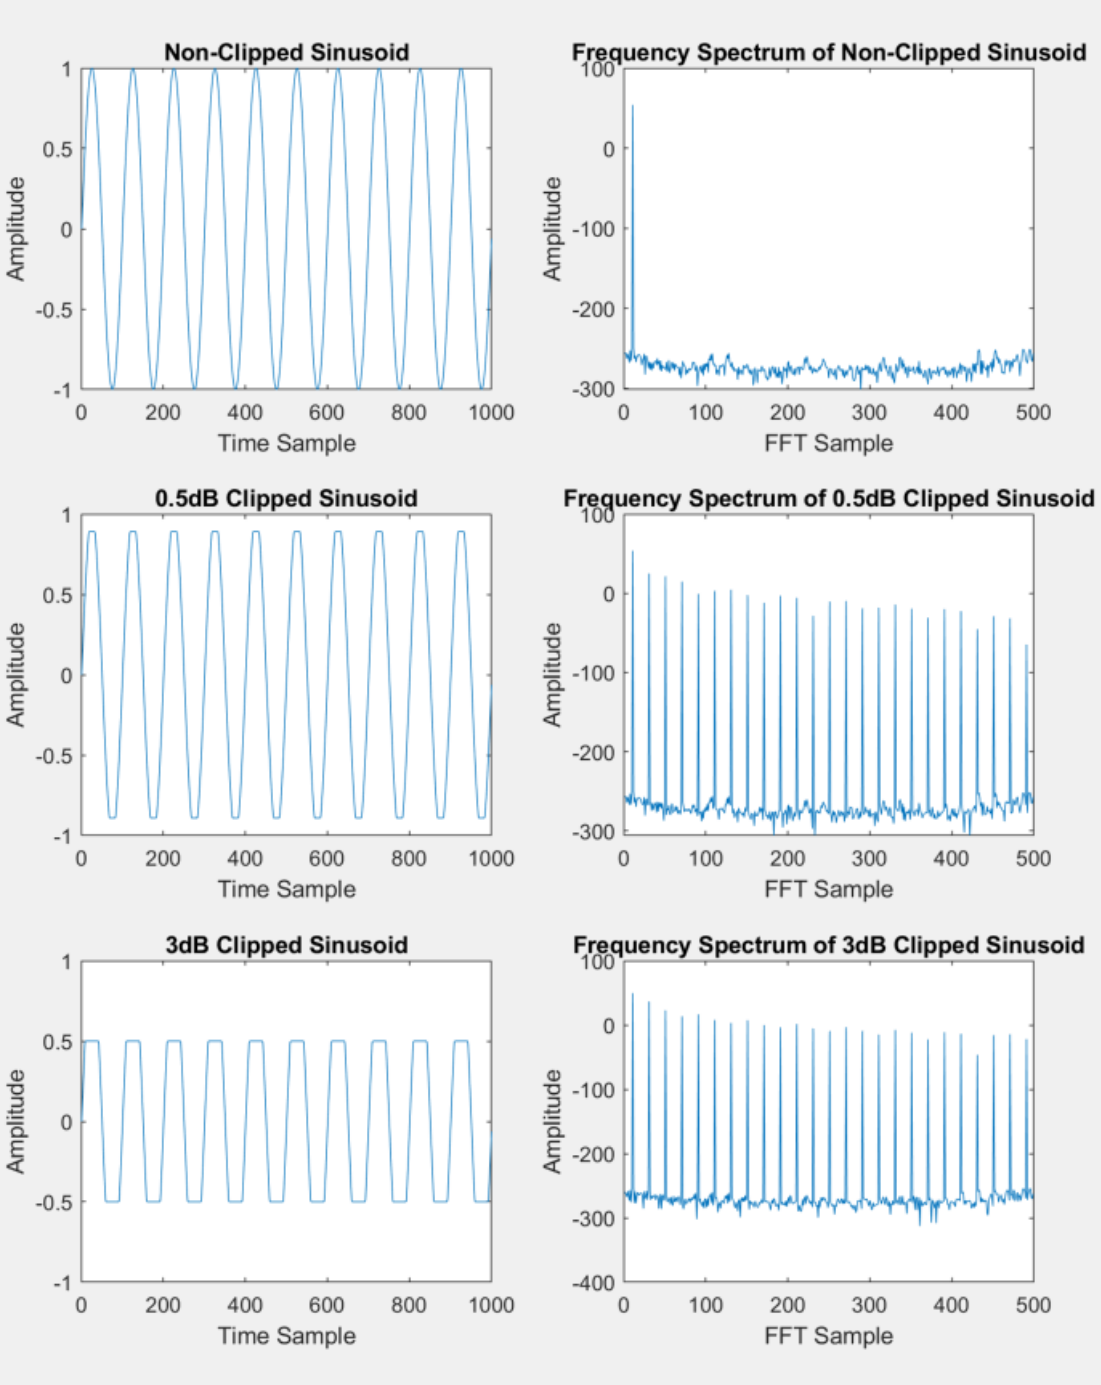 Non-Clipped Sinusoid
1
0.5
0
-0.5
-1
Amplitude
0 200 400 600 800 1000
Time Sample
Frequency Spectrum of Non-Clipped Sinusoid
100
0
-100
-200
-300
Amplitude
0 100 200 300 400 500
FFT Sample
0.5dB Clipped Sinusoid
1
0.5
0
-0.5
-1
Amplitude
0 200 400 600 800 1000
Time Sample
Frequency Spectrum of 0.5dB Clipped Sinusoid
100
0
-100
-200
-300
Amplitude
0 100 200 300 400 500
FFT Sample
3dB Clipped Sinusoid
1
0.5
0
-0.5
-1
Amplitude
0 200 400 600 800 1000
Time Sample
Frequency Spectrum of 3dB Clipped Sinusoid
100
0
-100
-200
-300
-400
Amplitude
0 100 200 300 400 500
FFT Sample